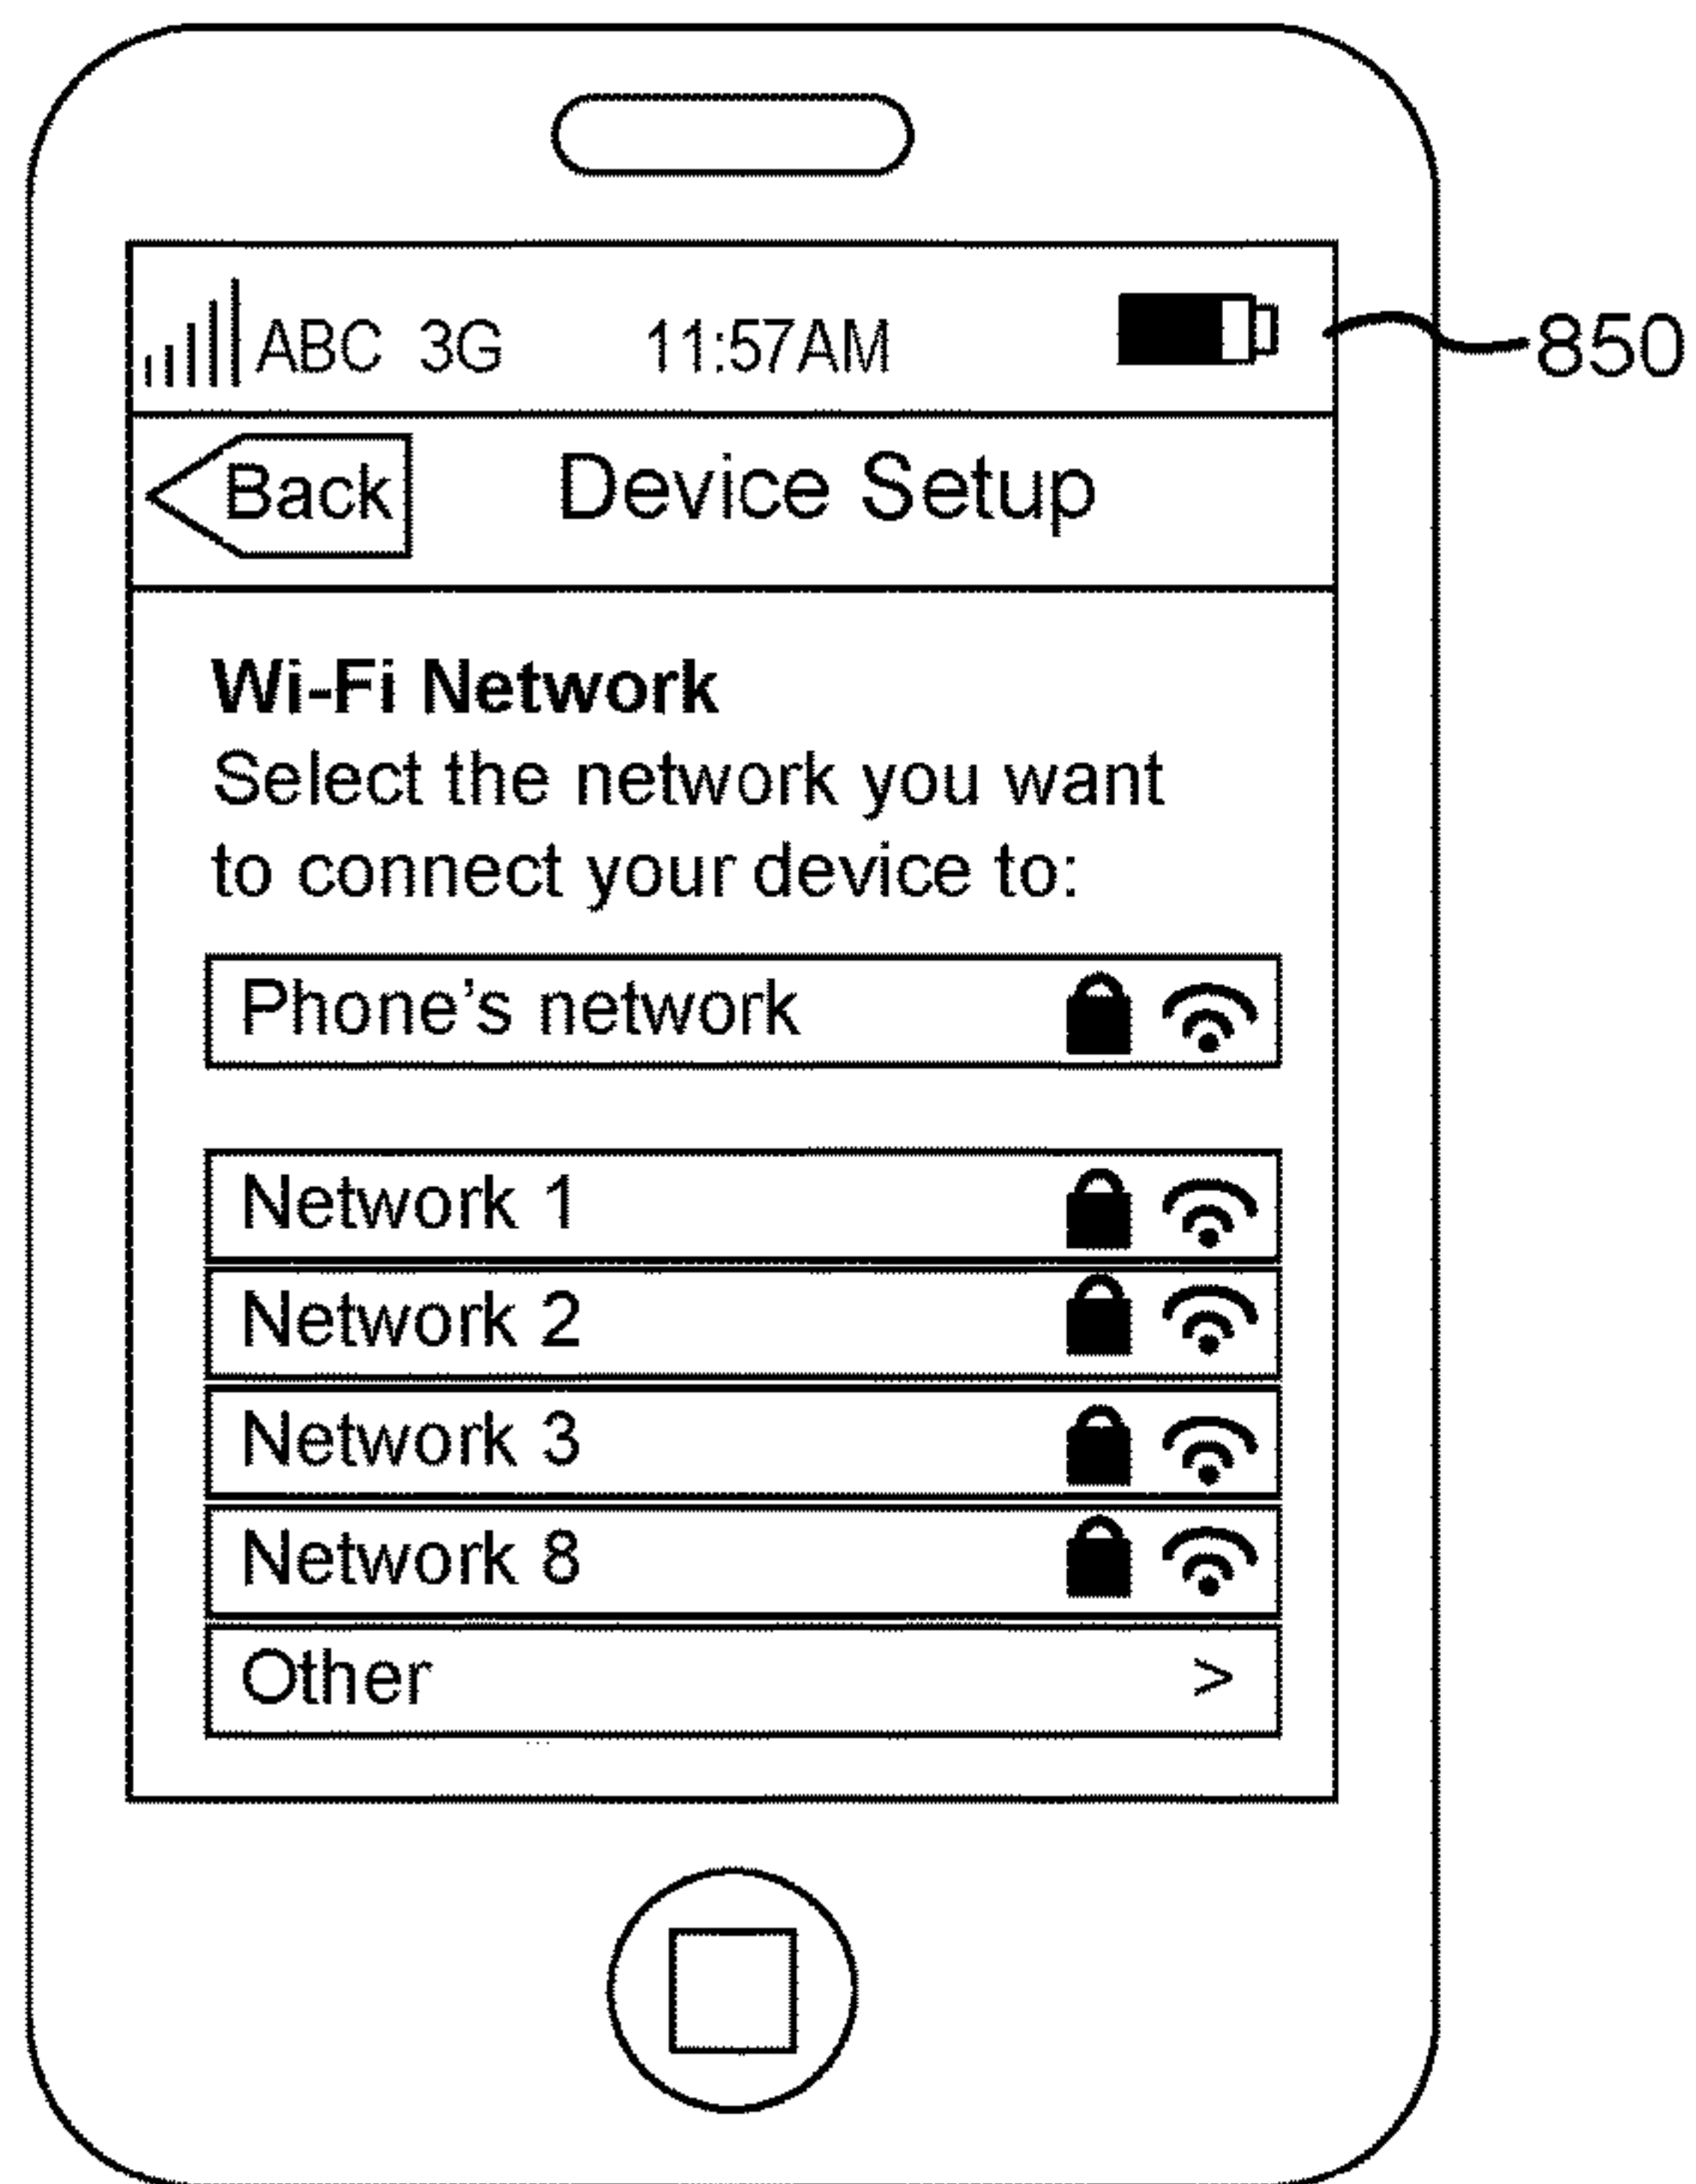 ABC 3G 11:57AM
850
Back Device Setup
Wi-Fi Network
Select the network you want
to connect your device to:
Phone's network
Network 1
Network 2
Network 3
Network 8
Other >